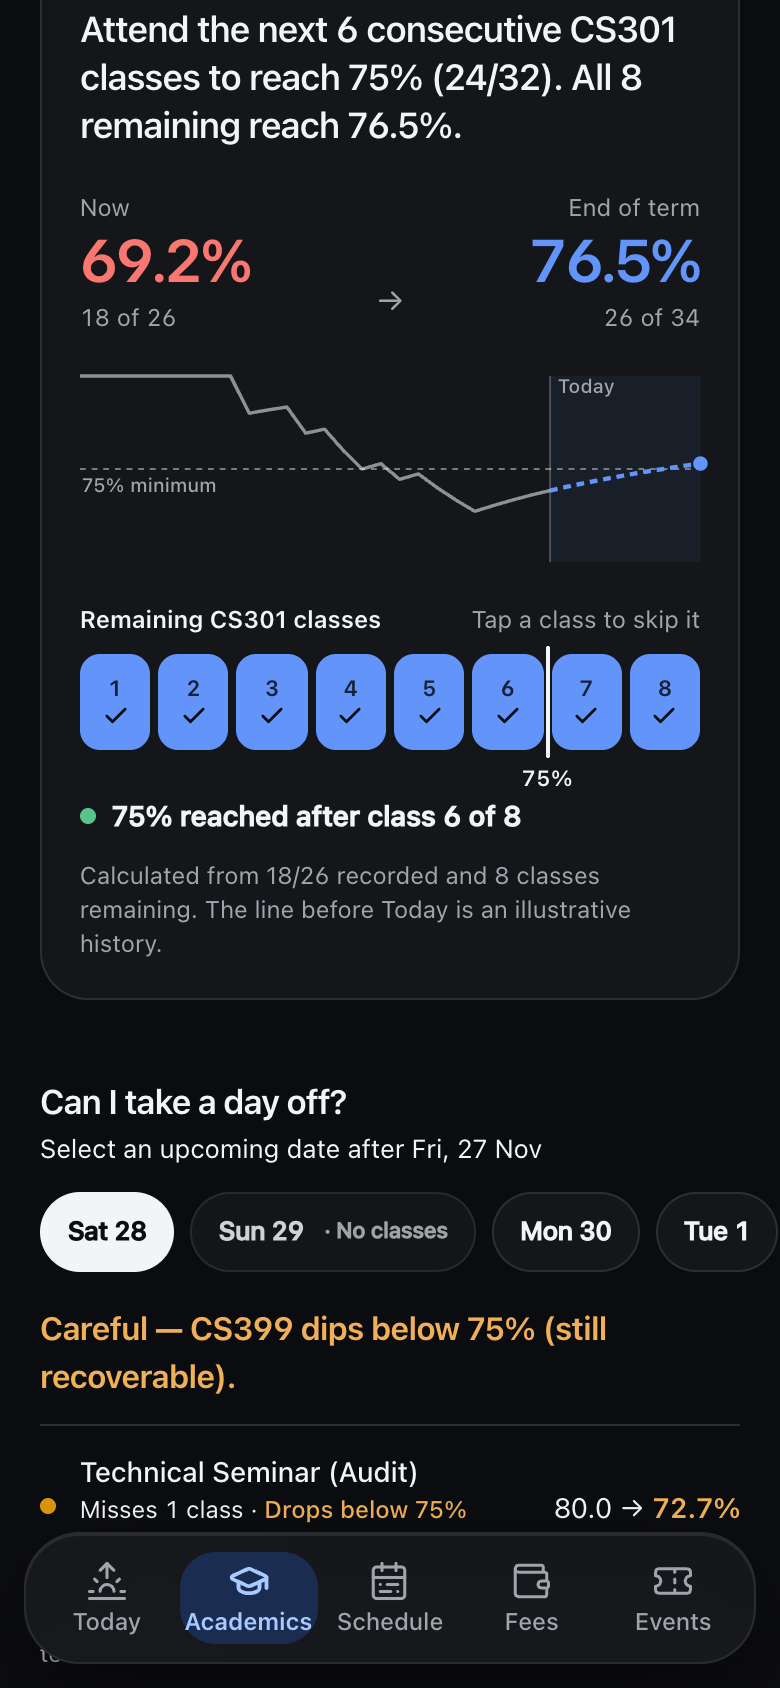 Attend the next 6 consecutive CS301
classes to reach 75% (24/32). All 8
remaining reach 76.5%.
Now
End of term
69.2%
→
76.5%
18 of 26
26 of 34
Today
75% minimum
Remaining CS301 classes
Tap a class to skip it
1 2 3 4 5 6 7 8
75%
75% reached after class 6 of 8
Calculated from 18/26 recorded and 8 classes
remaining. The line before Today is an illustrative
history.
Can I take a day off?
Select an upcoming date after Fri, 27 Nov
Sat 28
Sun 29 · No classes
Mon 30
Tue 1
Careful — CS399 dips below 75% (still
recoverable).
Technical Seminar (Audit)
Misses 1 class · Drops below 75%
80.0 → 72.7%
Today
Academics
Schedule
Fees
Events